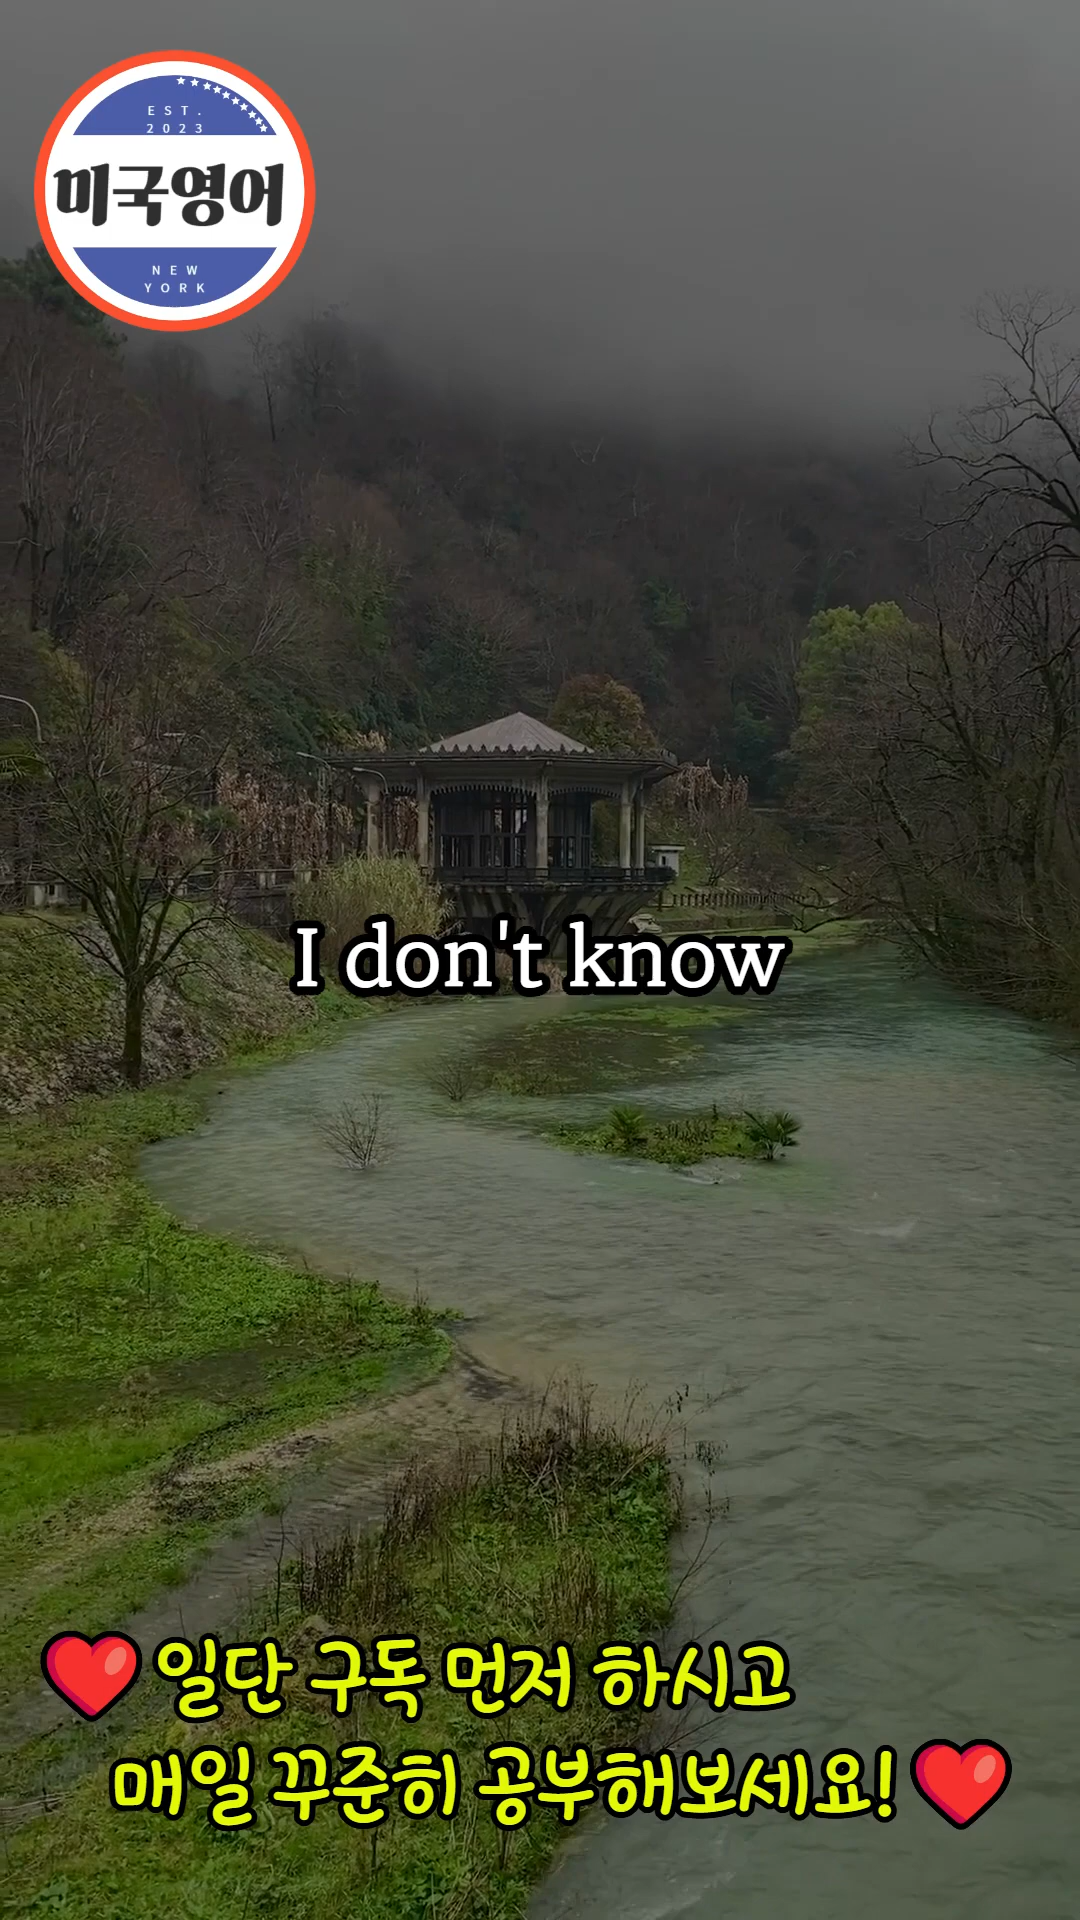 EST.
2023
미국영어
NEW
YORK
I don't know
❤️ 일단 구독 먼저 하시고
매일 꾸준히 공부해보세요! ❤️